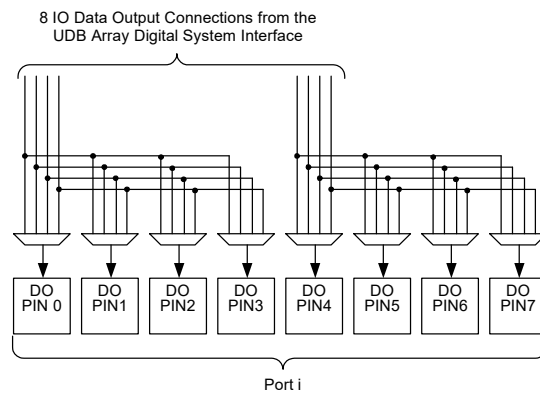 8 IO Data Output Connections from the
UDB Array Digital System Interface
DO
PIN 0
DO
PIN1
DO
PIN2
DO
PIN3
DO
PIN4
DO
PIN5
DO
PIN6
DO
PIN7
Port i